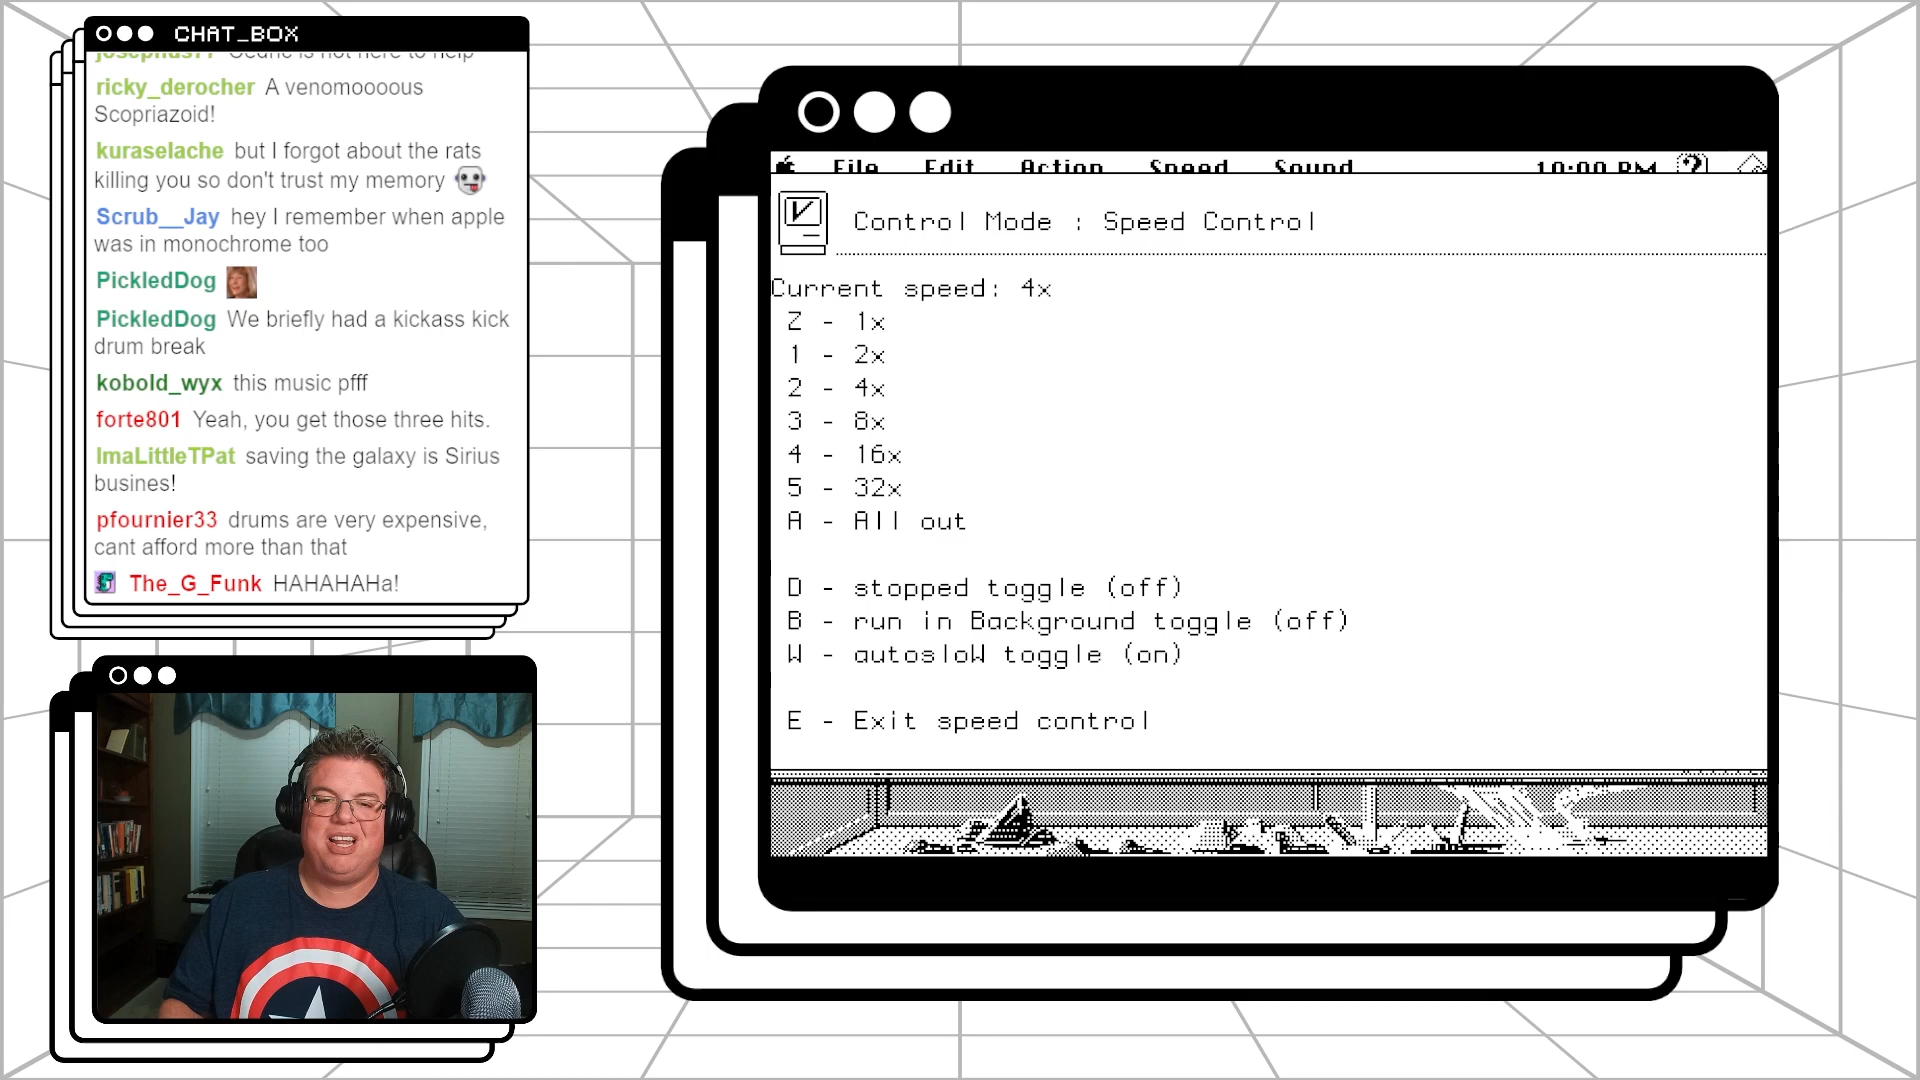 CHAT_BOX
ricky_derocher A venomoooous
Scopriazoid!
kuraselache but I forgot about the rats
killing you so don't trust my memory
Scrub__Jay hey I remember when apple
was in monochrome too
PickledDog
PickledDog We briefly had a kickass kick
drum break
kobold_wyx this music pfff
forte801 Yeah, you get those three hits.
ImaLittleTPat saving the galaxy is Sirius
busines!
pfournier33 drums are very expensive,
cant afford more than that
The_G_Funk HAHAHAHa!
File Edit Action Speed Sound 10:00 PM
Control Mode : Speed Control
Current speed: 4x
Z - 1x
1 - 2x
2 - 4x
3 - 8x
4 - 16x
5 - 32x
A - All out
D - stopped toggle (off)
B - run in Background toggle (off)
W - autosloW toggle (on)
E - Exit speed control